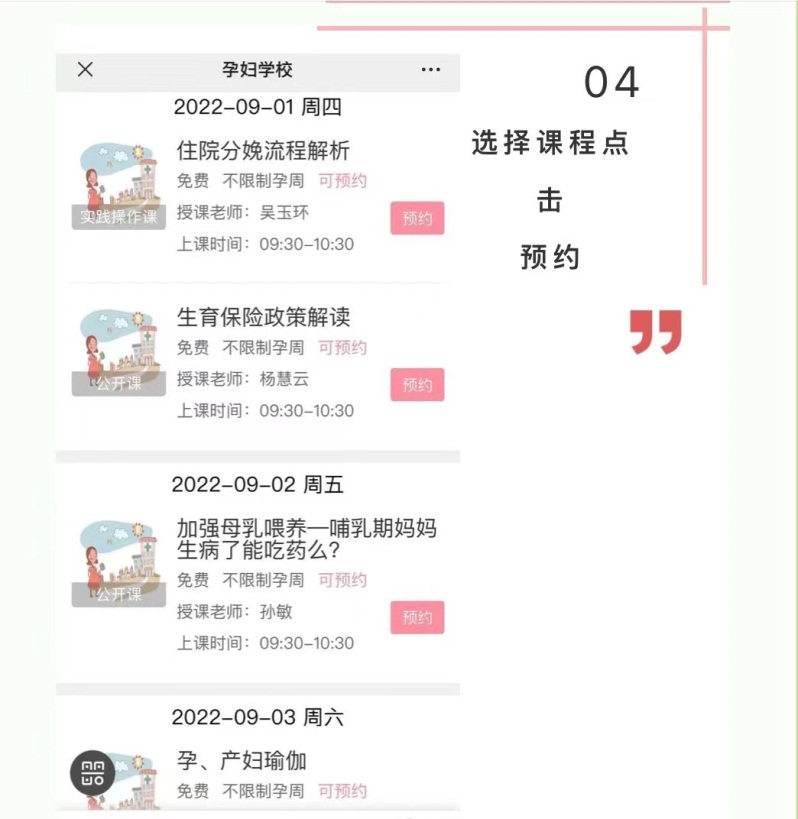 孕妇学校
2022-09-01 周四
住院分娩流程解析
免费 不限制孕周 可预约
实践操作课
授课老师：吴玉环
预约
上课时间：09:30-10:30
生育保险政策解读
免费 不限制孕周 可预约
公开课
授课老师：杨慧云
预约
上课时间：09:30-10:30
2022-09-02 周五
加强母乳喂养—哺乳期妈妈
生病了能吃药么？
免费 不限制孕周 可预约
公开课
授课老师：孙敏
预约
上课时间：09:30-10:30
2022-09-03 周六
孕、产妇瑜伽
免费 不限制孕周 可预约
04
选择课程点
击
预约